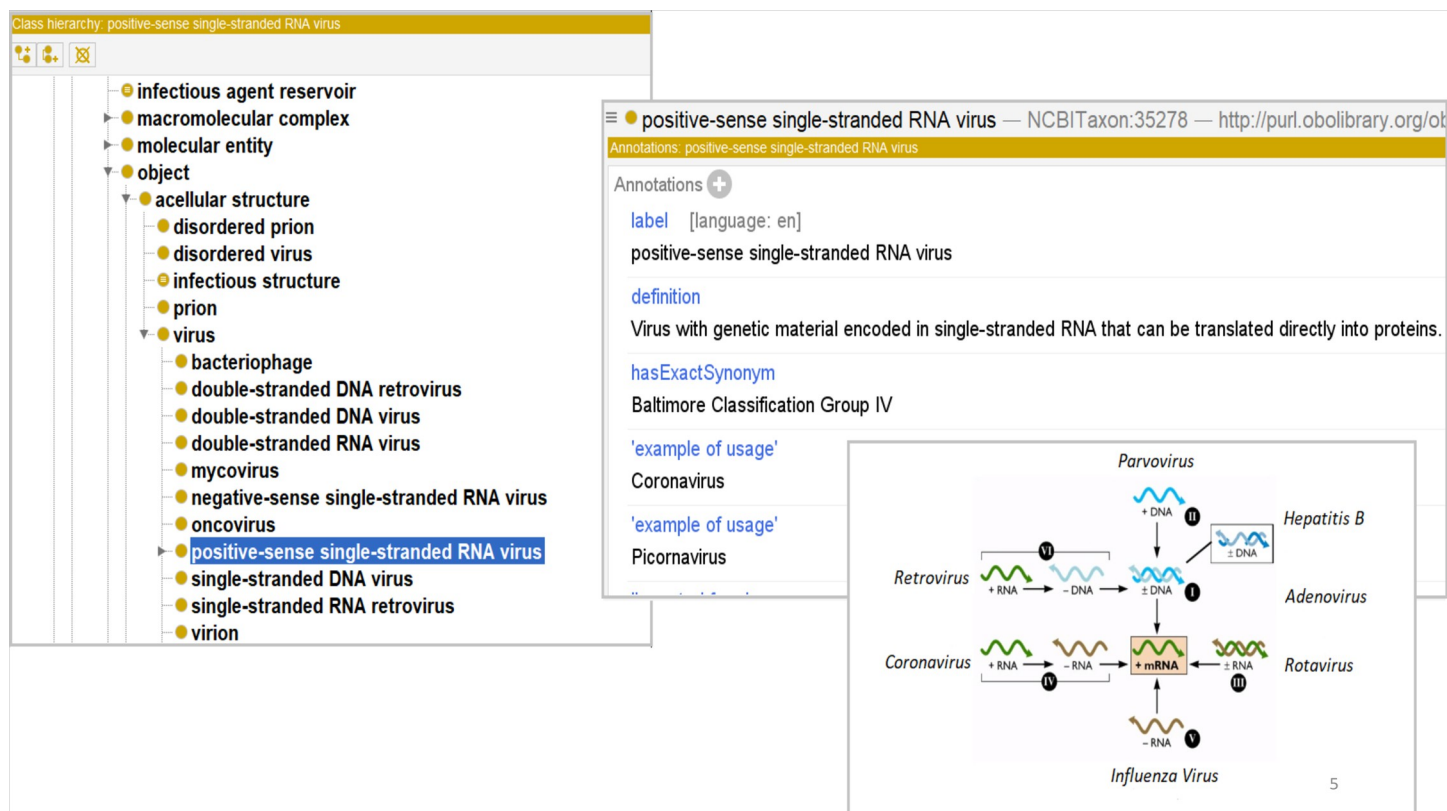 Class hierarchy: positive-sense single-stranded RNA virus
infectious agent reservoir
macromolecular complex
molecular entity
object
acellular structure
disordered prion
disordered virus
infectious structure
prion
virus
bacteriophage
double-stranded DNA retrovirus
double-stranded DNA virus
double-stranded RNA virus
mycovirus
negative-sense single-stranded RNA virus
oncovirus
positive-sense single-stranded RNA virus
single-stranded DNA virus
single-stranded RNA retrovirus
virion
positive-sense single-stranded RNA virus — NCBITaxon:35278 — http://purl.obolibrary.org/ob
Annotations: positive-sense single-stranded RNA virus
Annotations
label [language: en]
positive-sense single-stranded RNA virus
definition
Virus with genetic material encoded in single-stranded RNA that can be translated directly into proteins.
hasExactSynonym
Baltimore Classification Group IV
'example of usage'
Coronavirus
'example of usage'
Picornavirus
Parvovirus
+ DNA II
Hepatitis B
± DNA
VI
Retrovirus + RNA – DNA ± DNA I
Adenovirus
Coronavirus + RNA – RNA + mRNA ± RNA Rotavirus
IV III
– RNA V
Influenza Virus
5